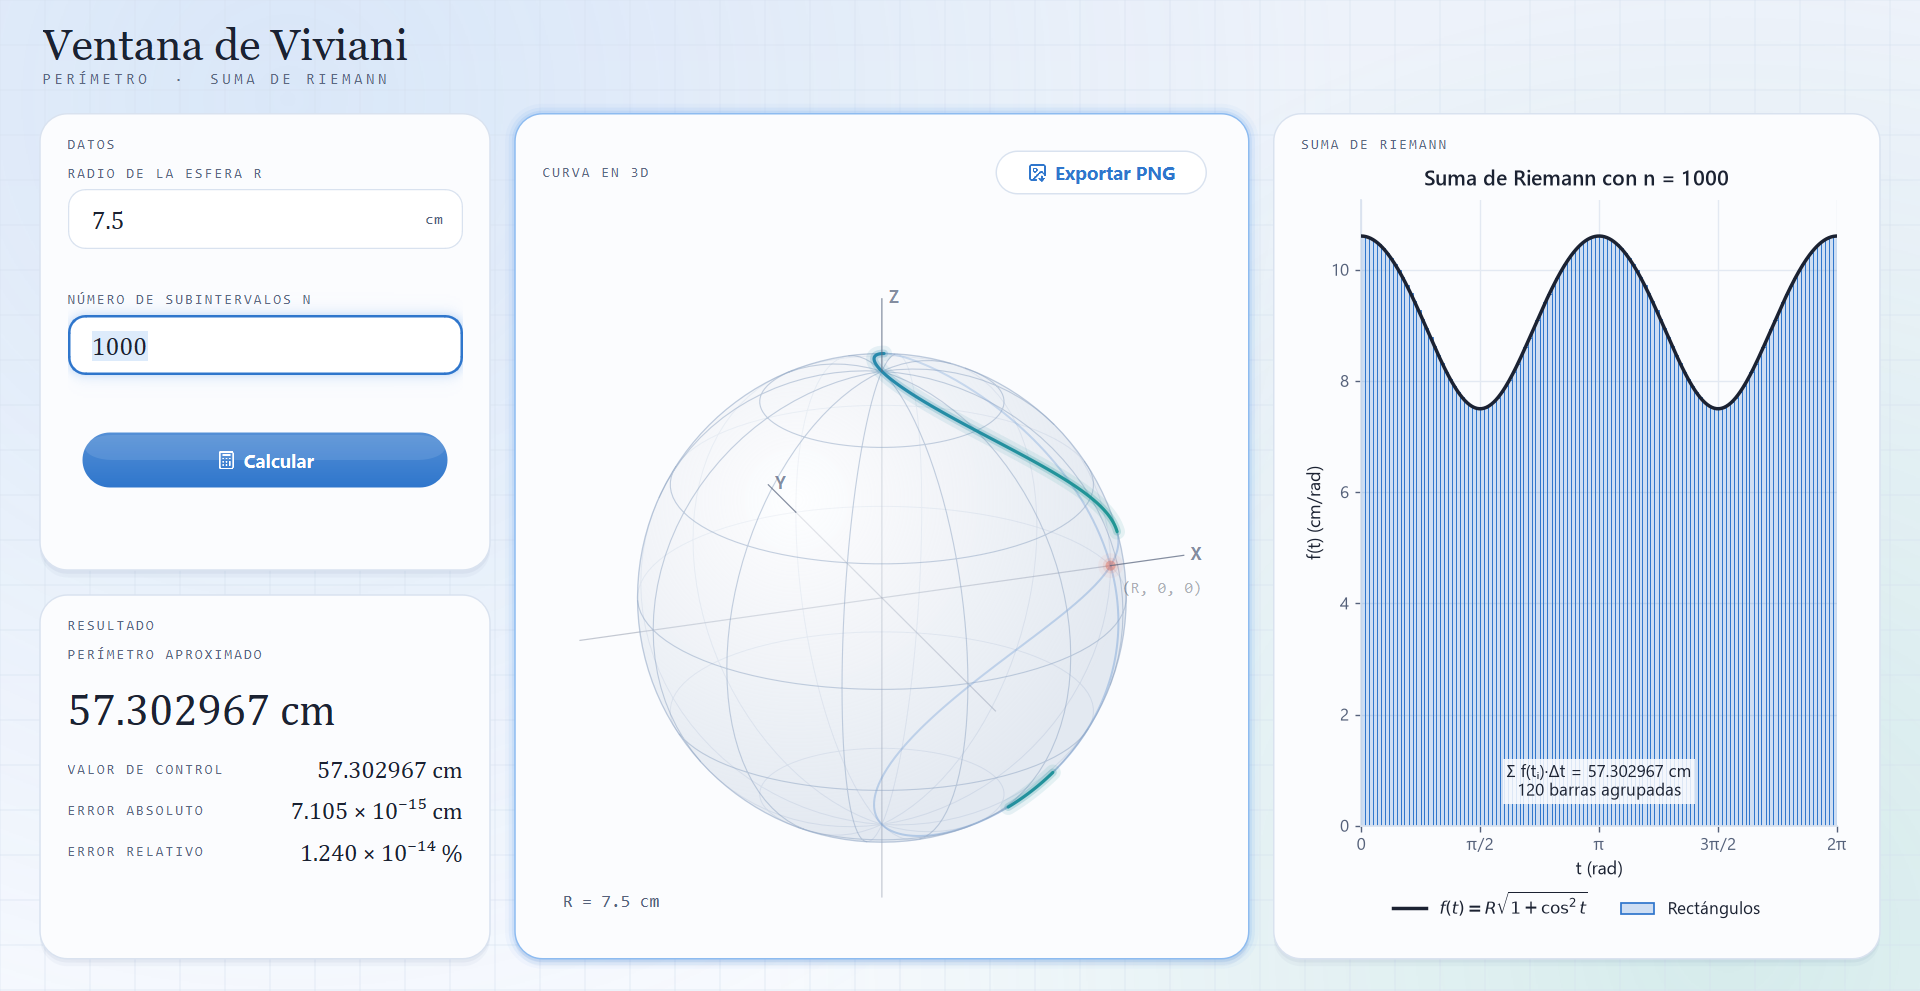 Ventana de Viviani
PERÍMETRO · SUMA DE RIEMANN
DATOS
RADIO DE LA ESFERA R
7.5 cm
NÚMERO DE SUBINTERVALOS N
1000
Calcular
RESULTADO
PERÍMETRO APROXIMADO
57.302967 cm
VALOR DE CONTROL 57.302967 cm
ERROR ABSOLUTO 7.105 × 10⁻¹⁵ cm
ERROR RELATIVO 1.240 × 10⁻¹⁴ %
CURVA EN 3D
Exportar PNG
Z
Y
X
(R, 0, 0)
R = 7.5 cm
SUMA DE RIEMANN
Suma de Riemann con n = 1000
f(t) (cm/rad)
10
8
6
4
2
0
Σ f(tᵢ)·Δt = 57.302967 cm
120 barras agrupadas
0 π/2 π 3π/2 2π
t (rad)
f(t) = R√1 + cos² t Rectángulos